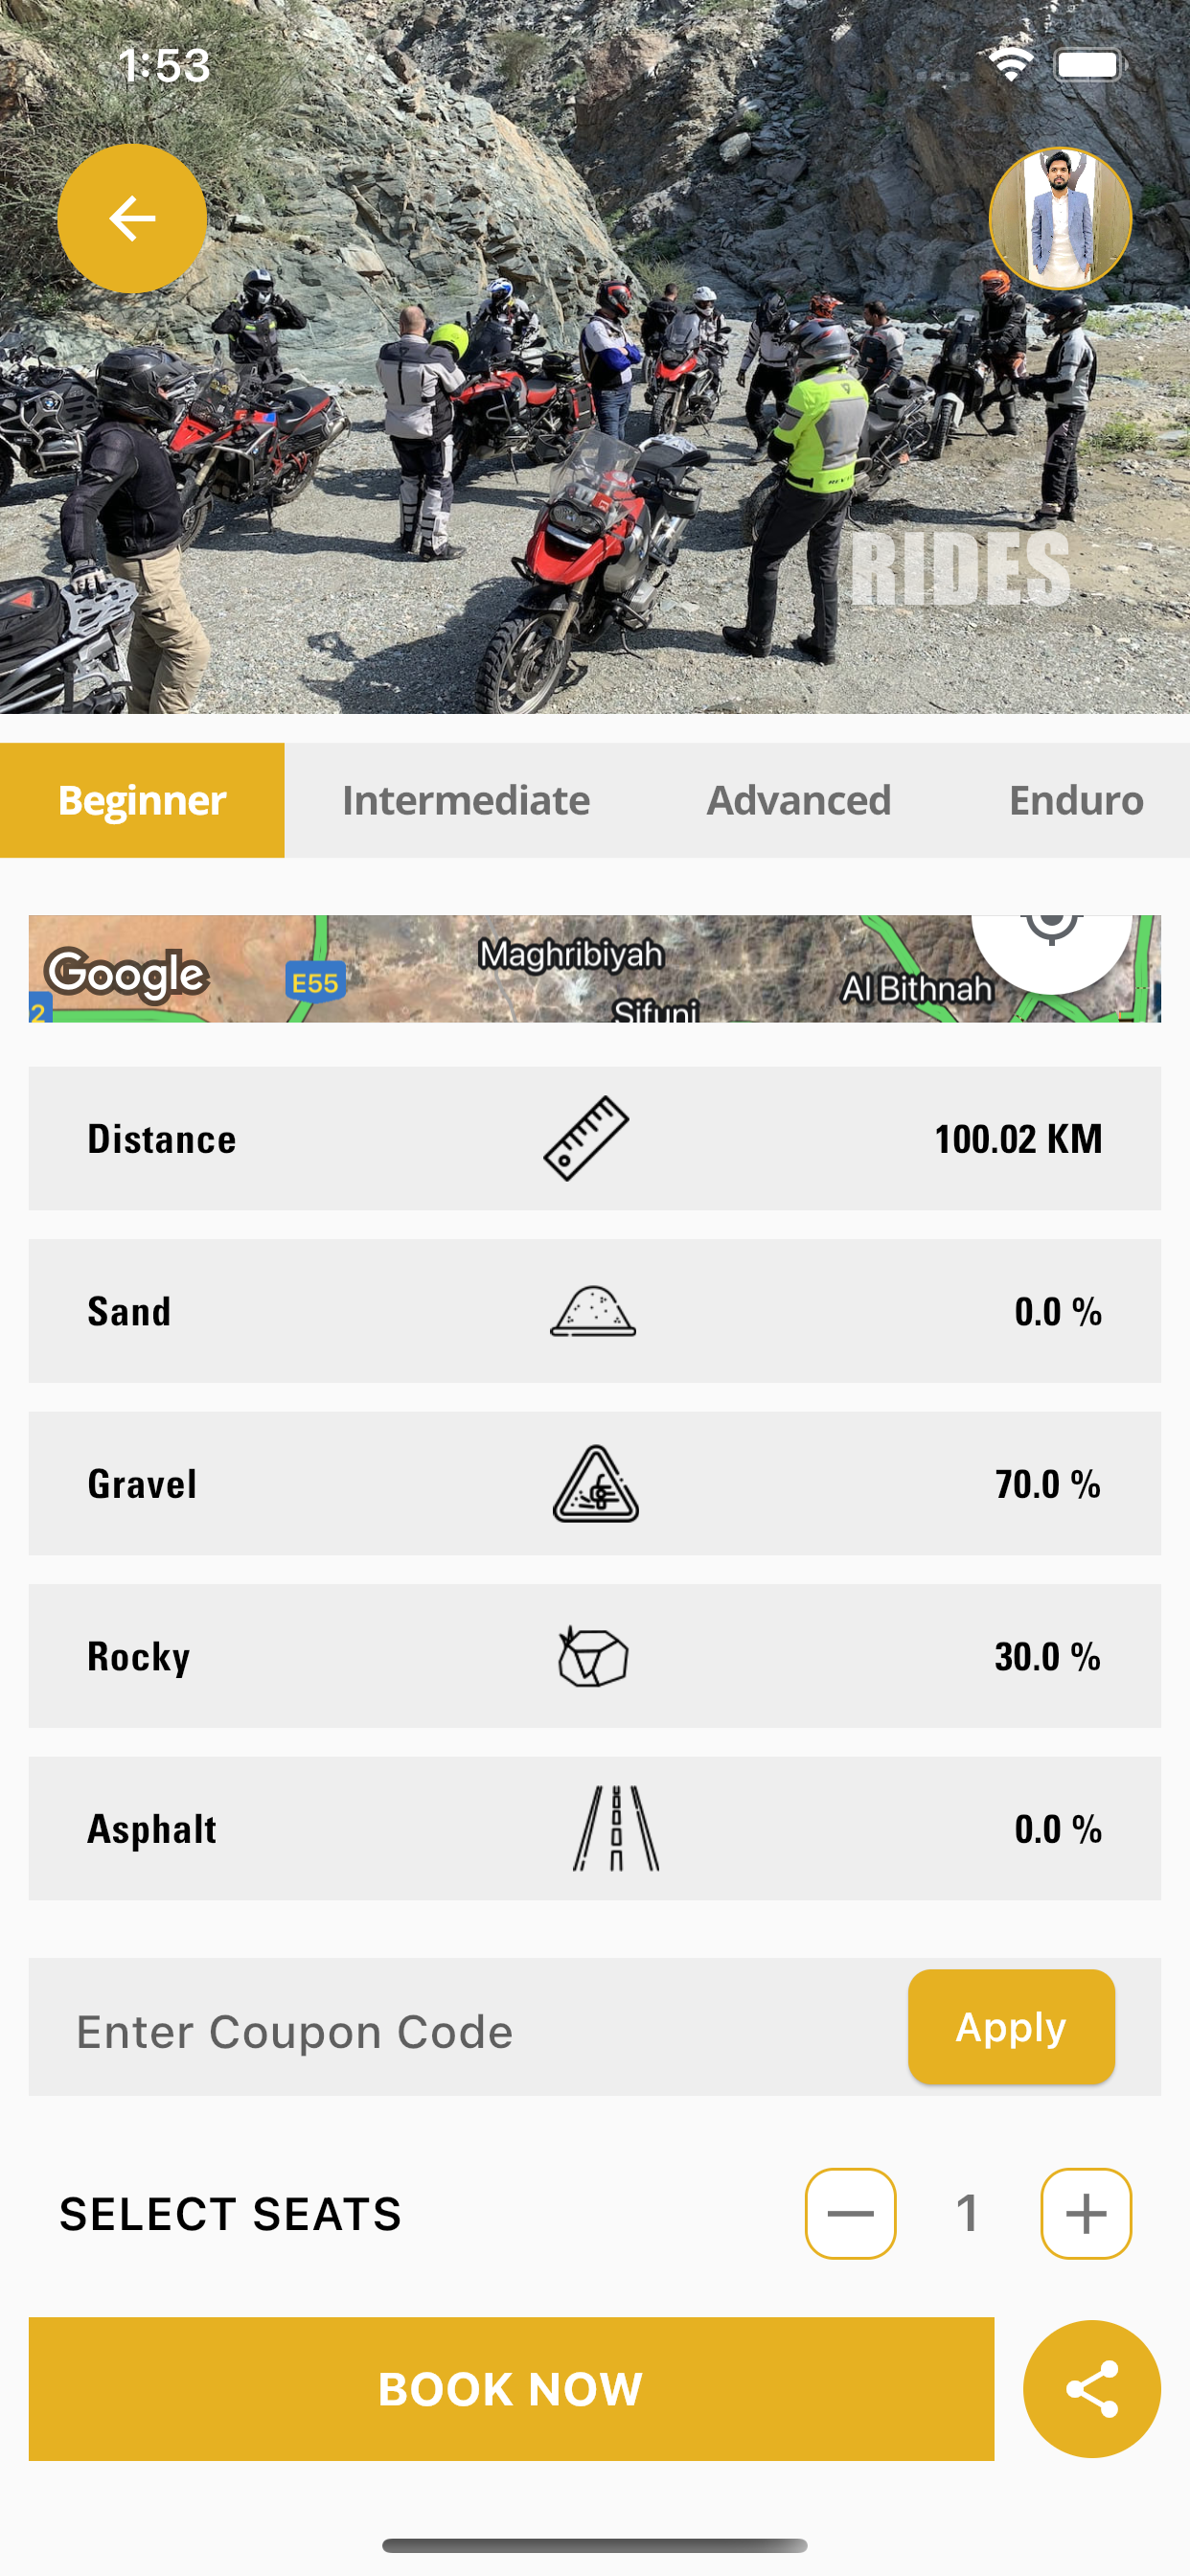 1:53
RIDES
Beginner Intermediate Advanced Enduro
Google
E55
Maghribiyah
Al Bithnah
2
Sifuni
Distance 100.02 KM
Sand 0.0 %
Gravel 70.0 %
Rocky 30.0 %
Asphalt 0.0 %
Enter Coupon Code Apply
SELECT SEATS 1
BOOK NOW